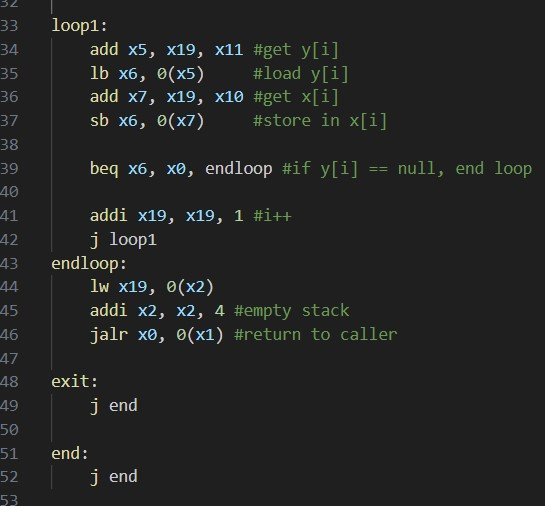 32
33 loop1:
34 add x5, x19, x11 #get y[i]
35 lb x6, 0(x5) #load y[i]
36 add x7, x19, x10 #get x[i]
37 sb x6, 0(x7) #store in x[i]
38
39 beq x6, x0, endloop #if y[i] == null, end loop
40
41 addi x19, x19, 1 #i++
42 j loop1
43 endloop:
44 lw x19, 0(x2)
45 addi x2, x2, 4 #empty stack
46 jalr x0, 0(x1) #return to caller
47
48 exit:
49 j end
50
51 end:
52 j end
53